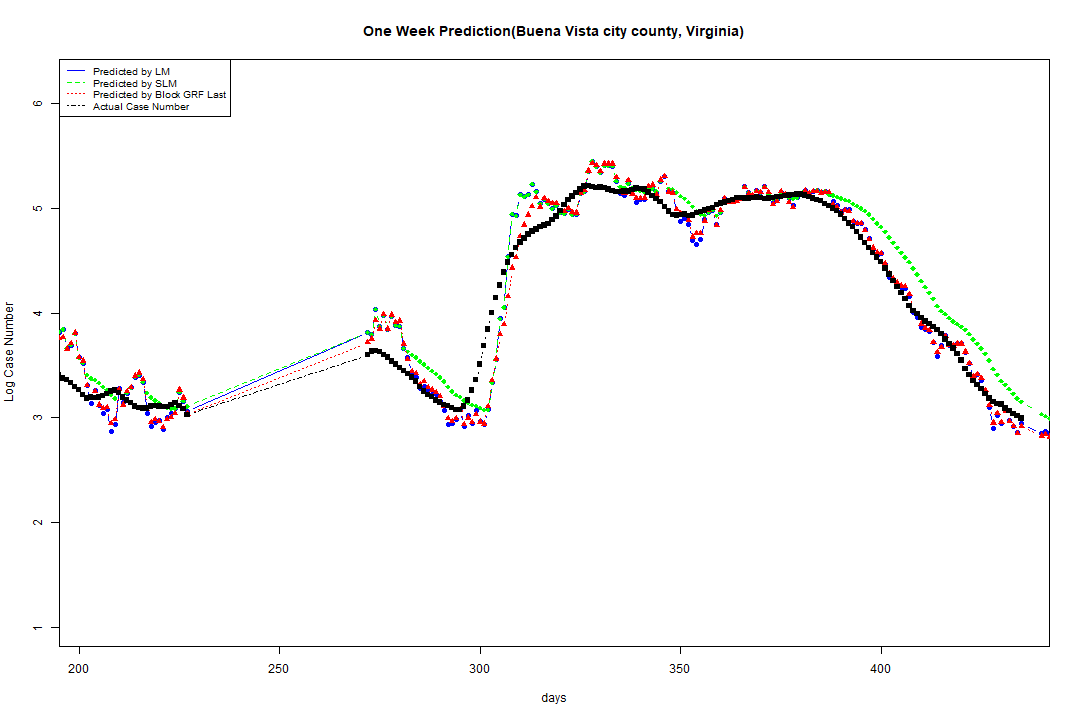 One Week Prediction(Buena Vista city county, Virginia)
Predicted by LM
Predicted by SLM
Predicted by Block GRF Last
Actual Case Number
6
5
4
3
2
1
Log Case Number
200 250 300 350 400
days